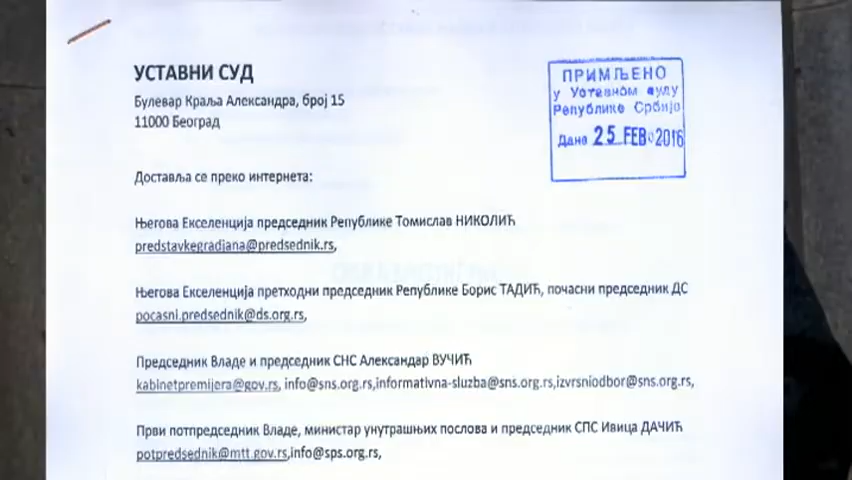 УСТАВНИ СУД
Булевар Краља Александра, број 15
11000 Београд
ПРИМЉЕНО
у Уставном суду
Републике Србије
Дана 25 FEB 2016
Доставља се преко интернета:
Његова Екселенција председник Републике Томислав НИКОЛИЋ
predstavkegradjana@predsednik.rs,
Његова Екселенција претходни председник Републике Борис ТАДИЋ, почасни председник ДС
pocasni.predsednik@ds.org.rs,
Председник Владе и председник СНС Александар ВУЧИЋ
kabinetpremijera@gov.rs, info@sns.org.rs,informativna-sluzba@sns.org.rs,izvrsniodbor@sns.org.rs,
Први потпредседник Владе, министар унутрашњих послова и председник СПС Ивица ДАЧИЋ
potpredsednik@mtt.gov.rs,info@sps.org.rs,